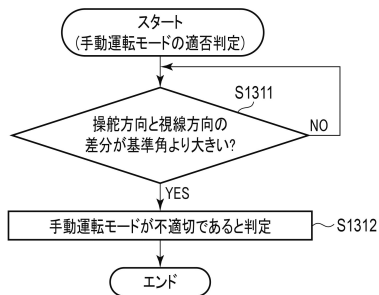 スタート
(手動運転モードの適否判定)
S1311
操舵方向と視線方向の
差分が基準角より大きい?
NO
YES
手動運転モードが不適切であると判定
S1312
エンド